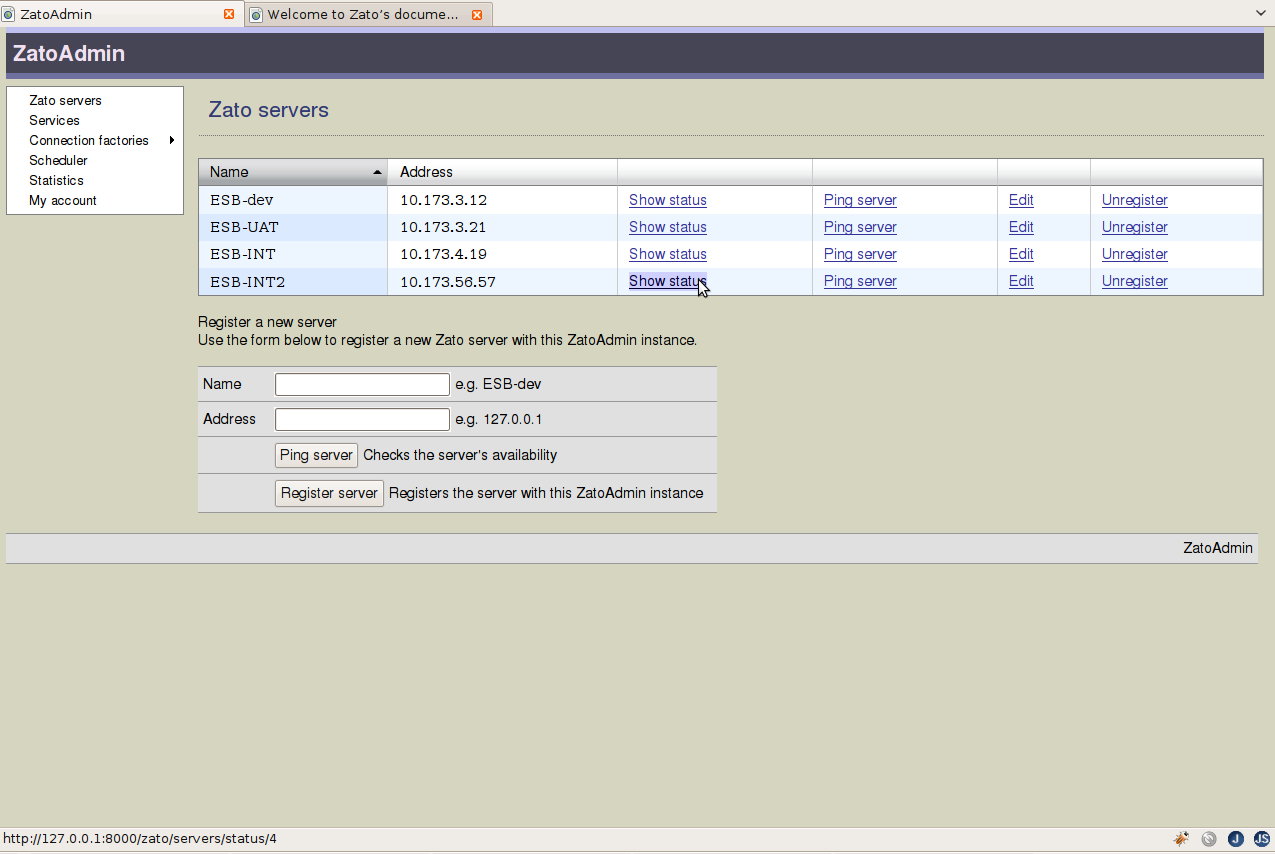 ZatoAdmin
Welcome to Zato's docume...
ZatoAdmin
Zato servers
Services
Connection factories
Scheduler
Statistics
My account
Zato servers
Name Address
ESB-dev 10.173.3.12 Show status Ping server Edit Unregister
ESB-UAT 10.173.3.21 Show status Ping server Edit Unregister
ESB-INT 10.173.4.19 Show status Ping server Edit Unregister
ESB-INT2 10.173.56.57 Show status Ping server Edit Unregister
Register a new server
Use the form below to register a new Zato server with this ZatoAdmin instance.
Name e.g. ESB-dev
Address e.g. 127.0.0.1
Ping server Checks the server's availability
Register server Registers the server with this ZatoAdmin instance
ZatoAdmin
http://127.0.0.1:8000/zato/servers/status/4
J JS